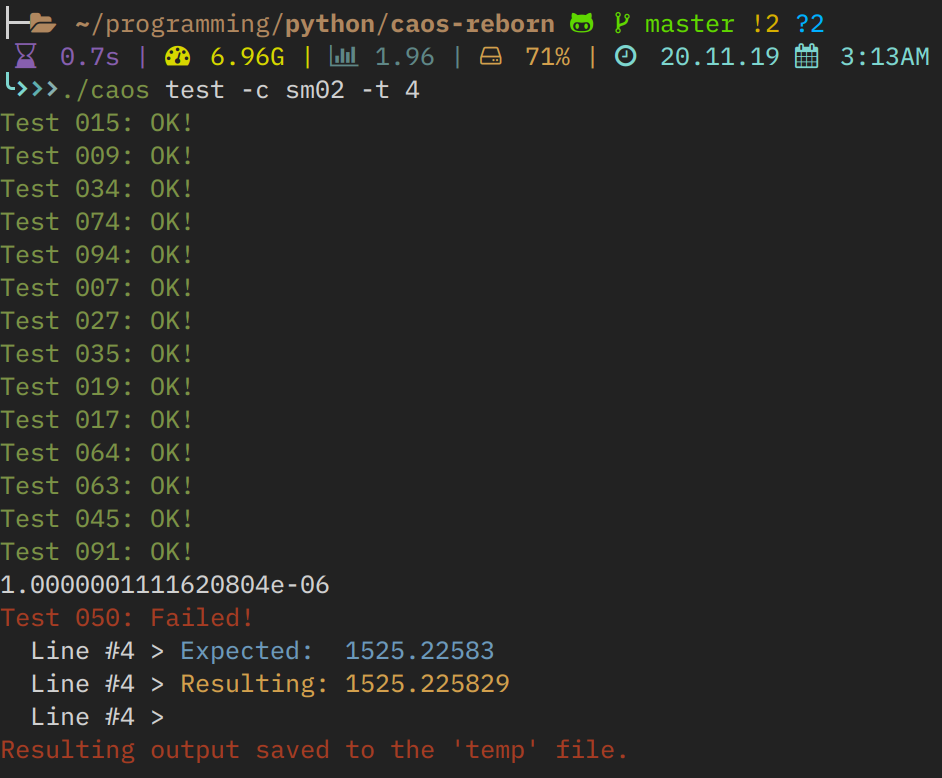 ~/programming/python/caos-reborn master !2 ?2
0.7s | 6.96G | 1.96 | 71% | 20.11.19 3:13AM
❯❯❯./caos test -c sm02 -t 4
Test 015: OK!
Test 009: OK!
Test 034: OK!
Test 074: OK!
Test 094: OK!
Test 007: OK!
Test 027: OK!
Test 035: OK!
Test 019: OK!
Test 017: OK!
Test 064: OK!
Test 063: OK!
Test 045: OK!
Test 091: OK!
1.0000001111620804e-06
Test 050: Failed!
Line #4 > Expected: 1525.22583
Line #4 > Resulting: 1525.225829
Line #4 >
Resulting output saved to the 'temp' file.